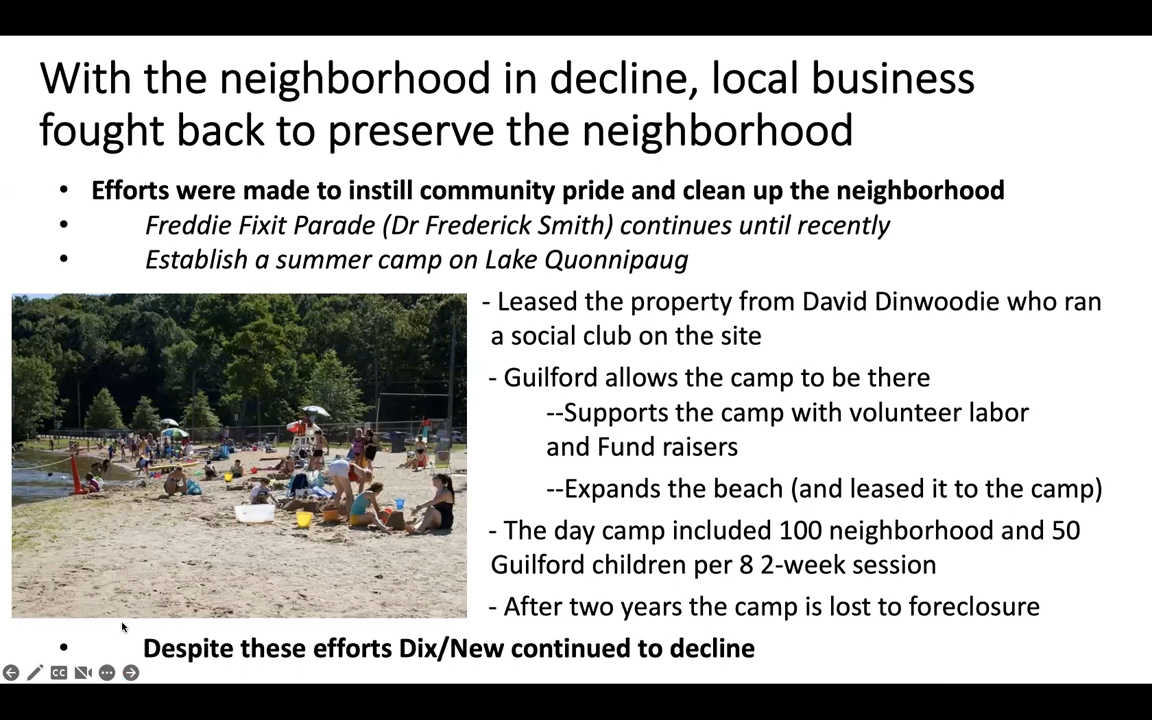 With the neighborhood in decline, local business
fought back to preserve the neighborhood
• Efforts were made to instill community pride and clean up the neighborhood
• Freddie Fixit Parade (Dr Frederick Smith) continues until recently
• Establish a summer camp on Lake Quonnipaug
- Leased the property from David Dinwoodie who ran
a social club on the site
- Guilford allows the camp to be there
--Supports the camp with volunteer labor
and Fund raisers
--Expands the beach (and leased it to the camp)
- The day camp included 100 neighborhood and 50
Guilford children per 8 2-week session
- After two years the camp is lost to foreclosure
• Despite these efforts Dix/New continued to decline
CC